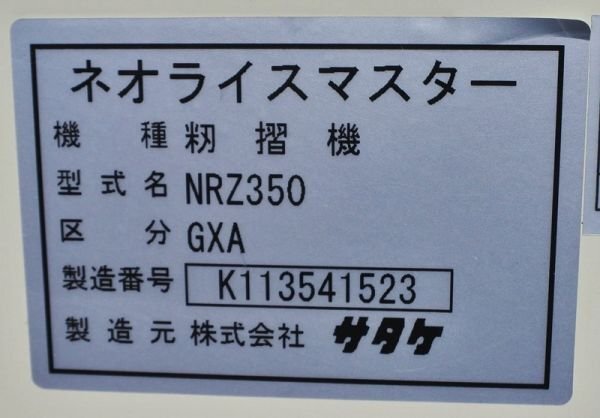 ネオライスマスター
機種 籾摺機
型式名 NRZ350
区分 GXA
製造番号 K113541523
製造元 株式会社 サタケ